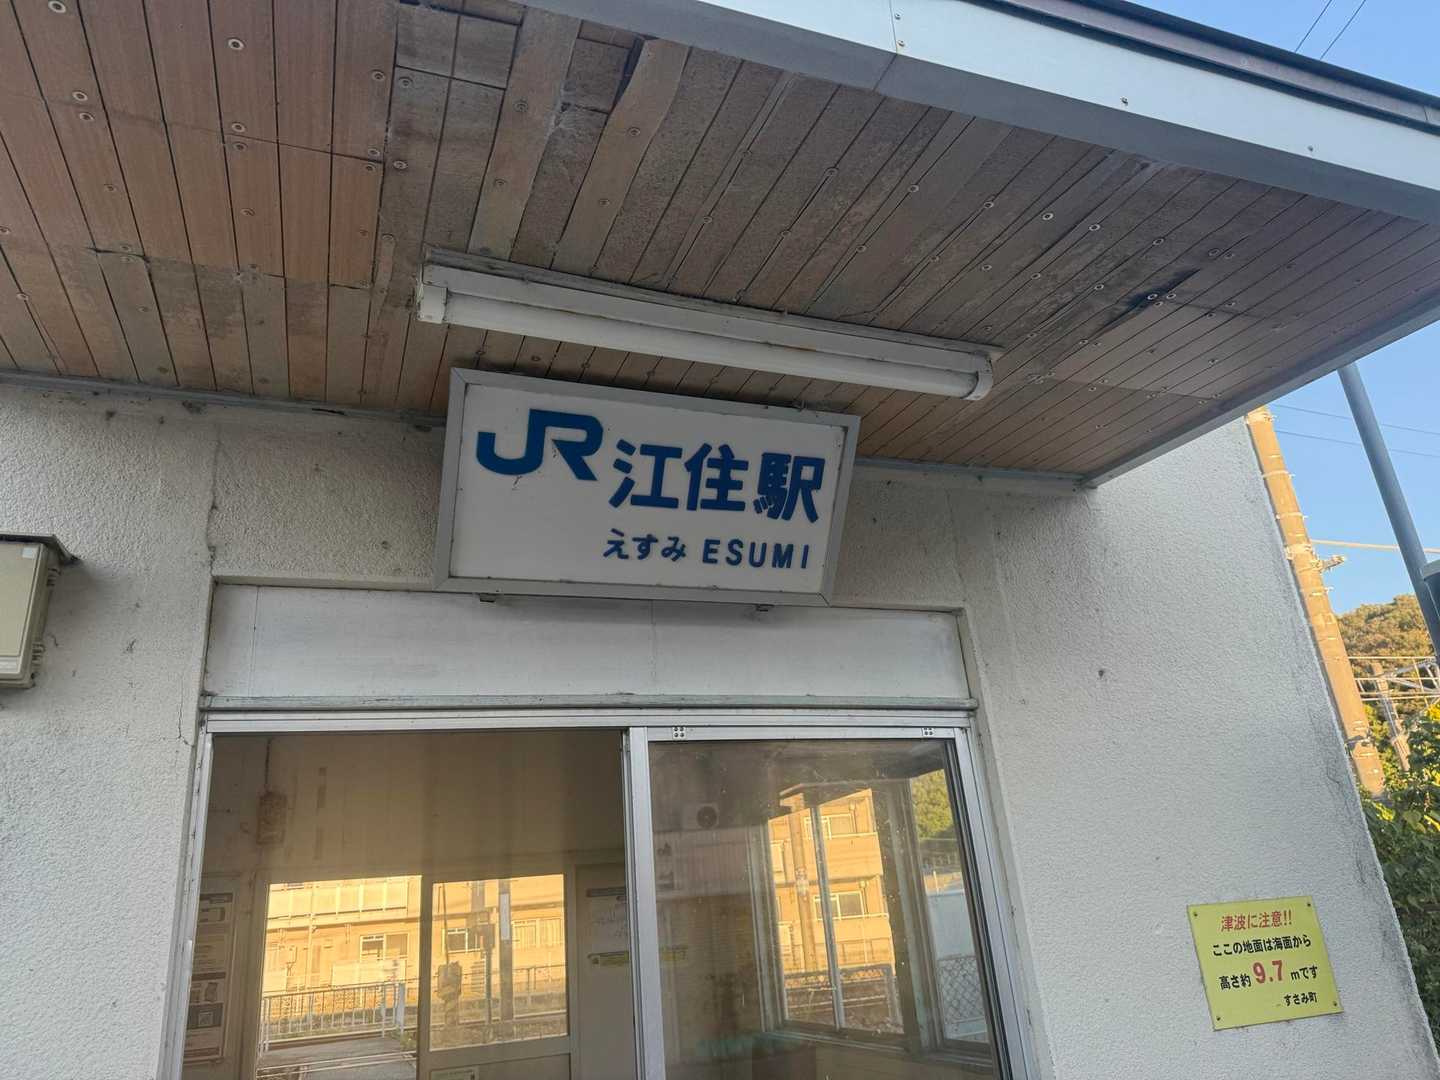 JR江住駅
えすみ ESUMI
津波に注意!!
ここの地面は海面から
高さ約9.7mです
すさみ町